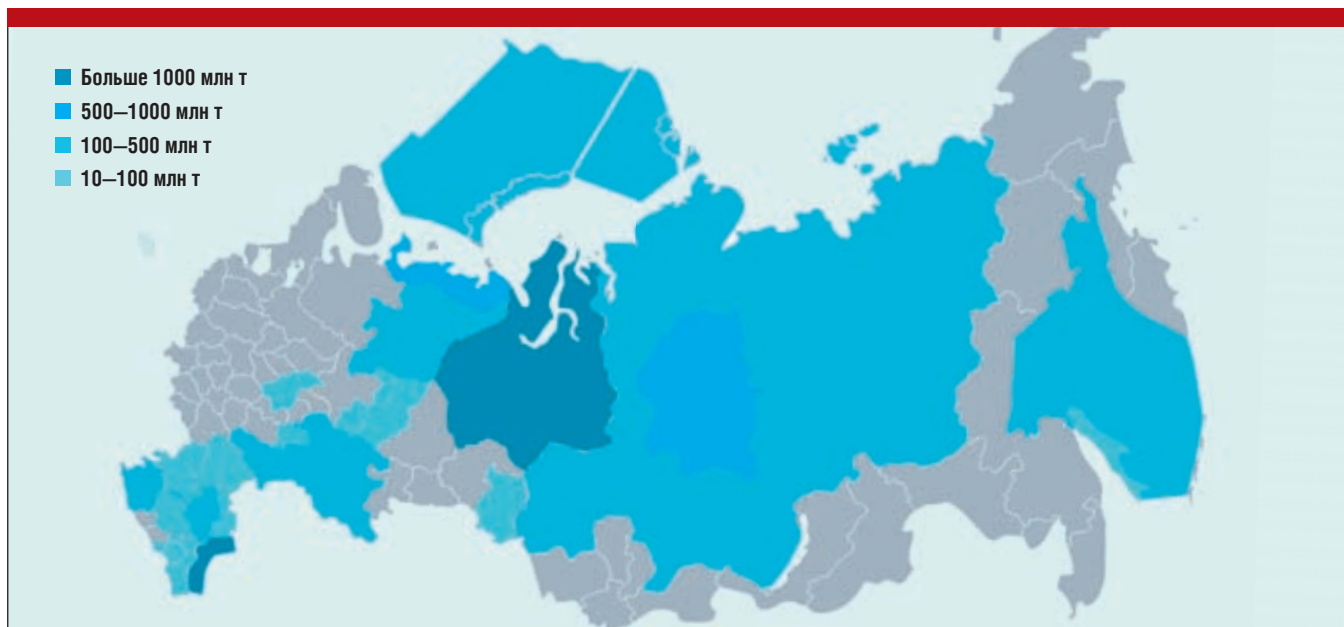 Больше 1000 млн т
500—1000 млн т
100—500 млн т
10—100 млн т